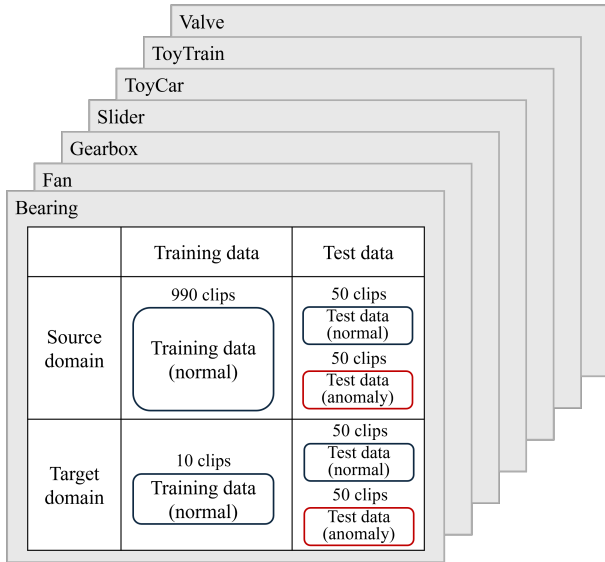 Valve
ToyTrain
ToyCar
Slider
Gearbox
Fan
Bearing
Training data
Test data
Source
domain
990 clips
Training data
(normal)
50 clips
Test data
(normal)
50 clips
Test data
(anomaly)
Target
domain
10 clips
Training data
(normal)
50 clips
Test data
(normal)
50 clips
Test data
(anomaly)